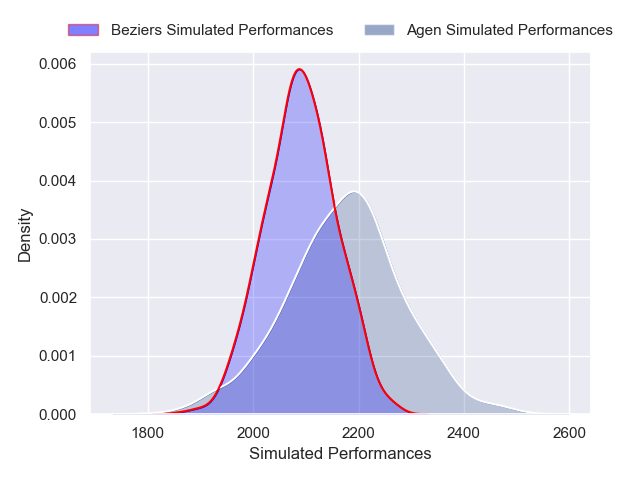 Beziers Simulated Performances Agen Simulated Performances
0.006
0.005
0.004
0.003
0.002
0.001
0.000
Density
1800 2000 2200 2400 2600
Simulated Performances